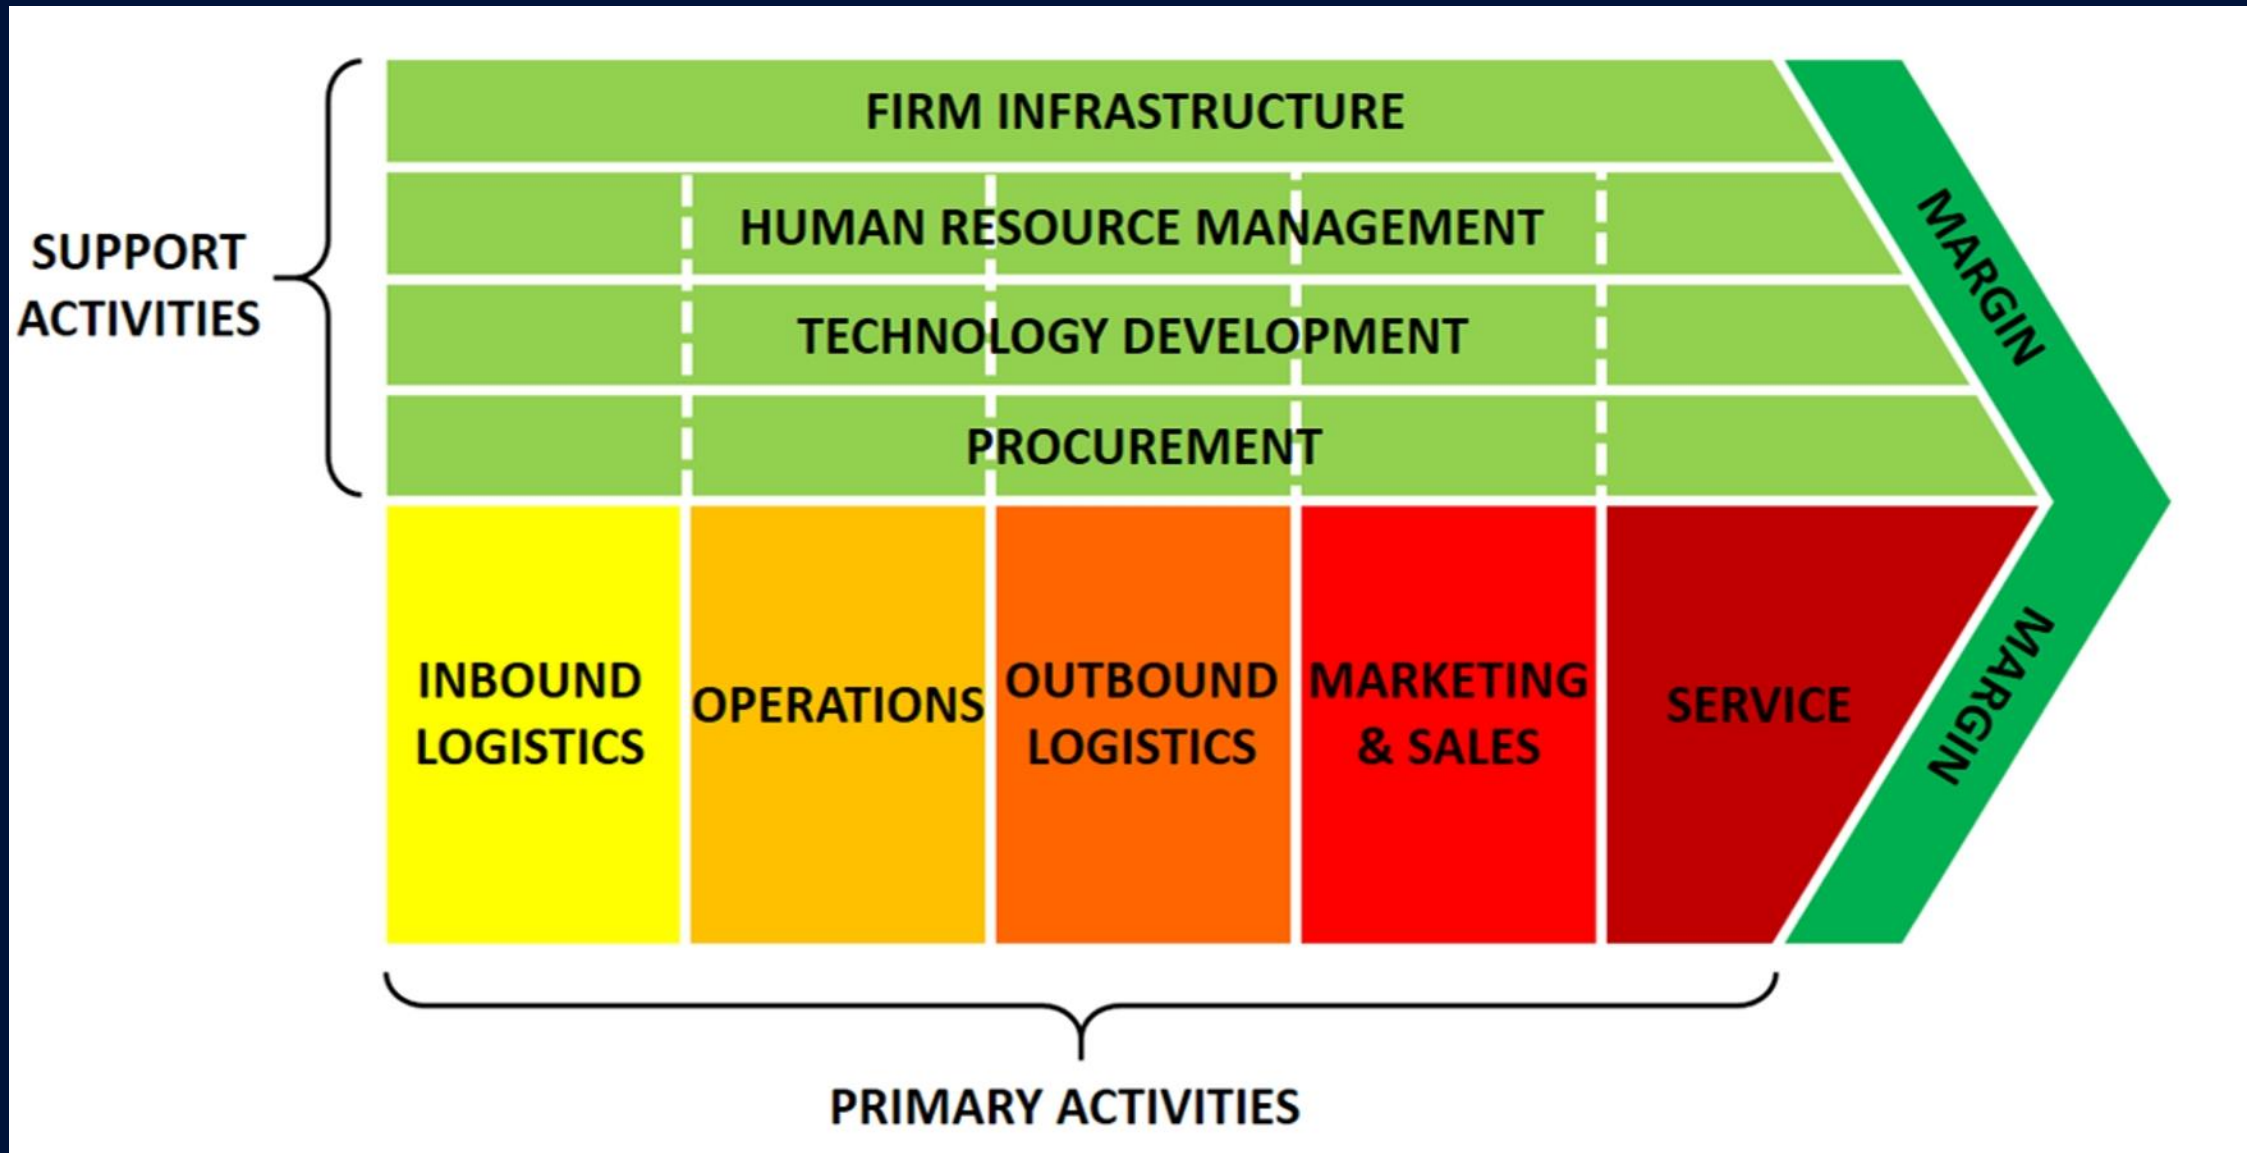 FIRM INFRASTRUCTURE
HUMAN RESOURCE MANAGEMENT
TECHNOLOGY DEVELOPMENT
PROCUREMENT
SUPPORT
ACTIVITIES
MARGIN
INBOUND
LOGISTICS
OPERATIONS
OUTBOUND
LOGISTICS
MARKETING
& SALES
SERVICE
MARGIN
PRIMARY ACTIVITIES